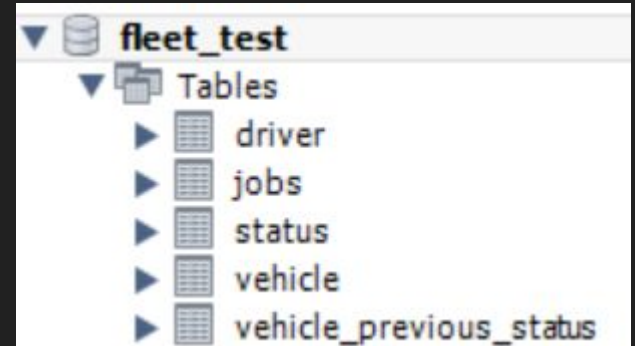 fleet_test
Tables
driver
jobs
status
vehicle
vehicle_previous_status